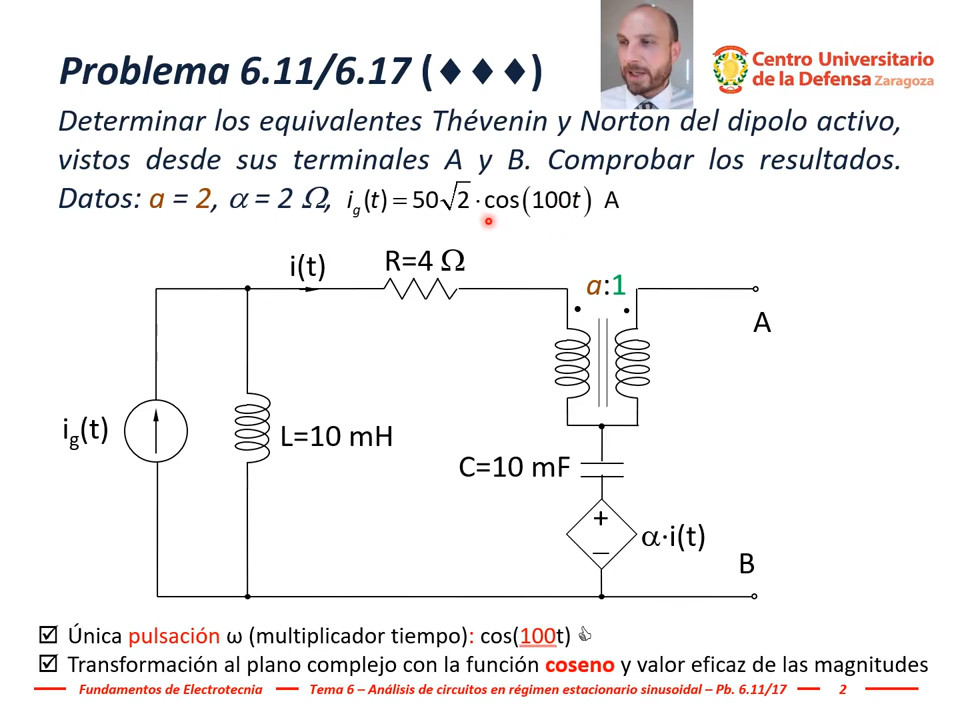 Problema 6.11/6.17 (♦♦♦)
Centro Universitario
de la Defensa Zaragoza
Determinar los equivalentes Thévenin y Norton del dipolo activo,
vistos desde sus terminales A y B. Comprobar los resultados.
Datos: a = 2, α = 2 Ω, i_g(t) = 50√2 · cos(100t) A
i(t)
R=4 Ω
a:1
A
i_g(t)
L=10 mH
C=10 mF
+
α·i(t)
–
B
☑ Única pulsación ω (multiplicador tiempo): cos(100t) 👍
☑ Transformación al plano complejo con la función coseno y valor eficaz de las magnitudes
Fundamentos de Electrotecnia — Tema 6 – Análisis de circuitos en régimen estacionario sinusoidal – Pb. 6.11/17 — 2